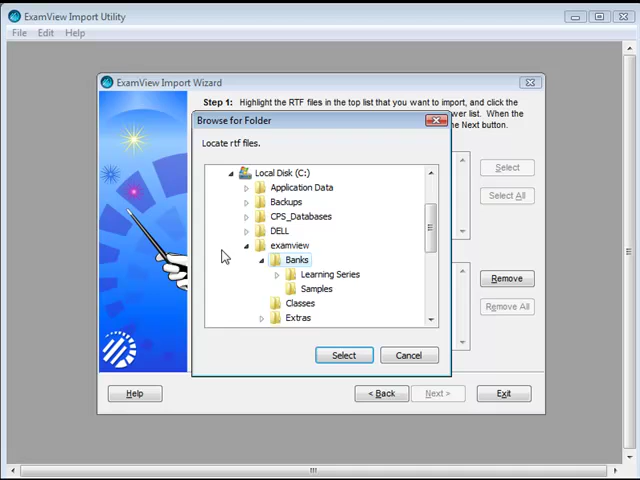 ExamView Import Utility
File Edit Help
ExamView Import Wizard
Step 1: Highlight the RTF files in the top list that you want to import, and click the
Browse for Folder
wer list. When
the Next button.
Locate rtf files.
Local Disk (C:)
Application Data
Select
Backups
Select All
CPS_Databases
DELL
examview
Banks
Learning Series
Remove
Samples
Classes
Remove All
Extras
Select Cancel
Help < Back Next > Exit